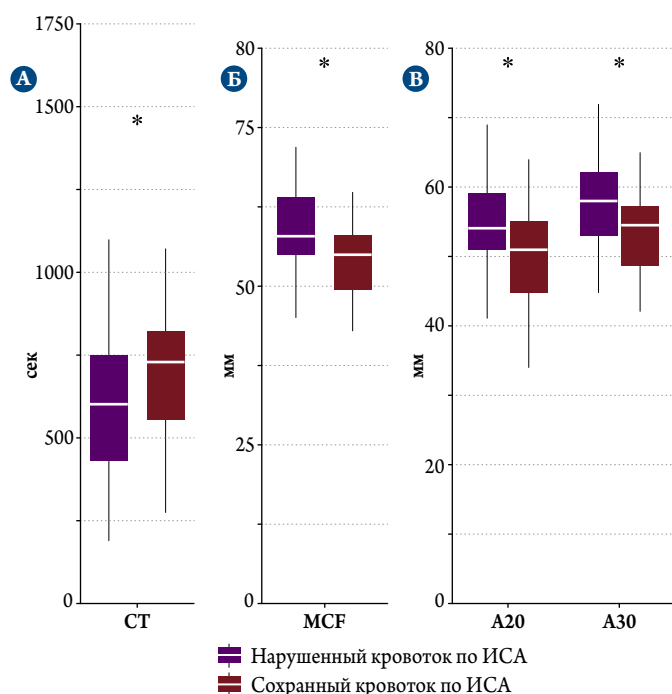 А
сек
1750
1500
1000
500
0
*
CT
Б
мм
80
75
50
25
0
*
MCF
В
мм
80
60
40
20
0
*
*
A20
A30
Нарушенный кровоток по ИСА
Сохранный кровоток по ИСА